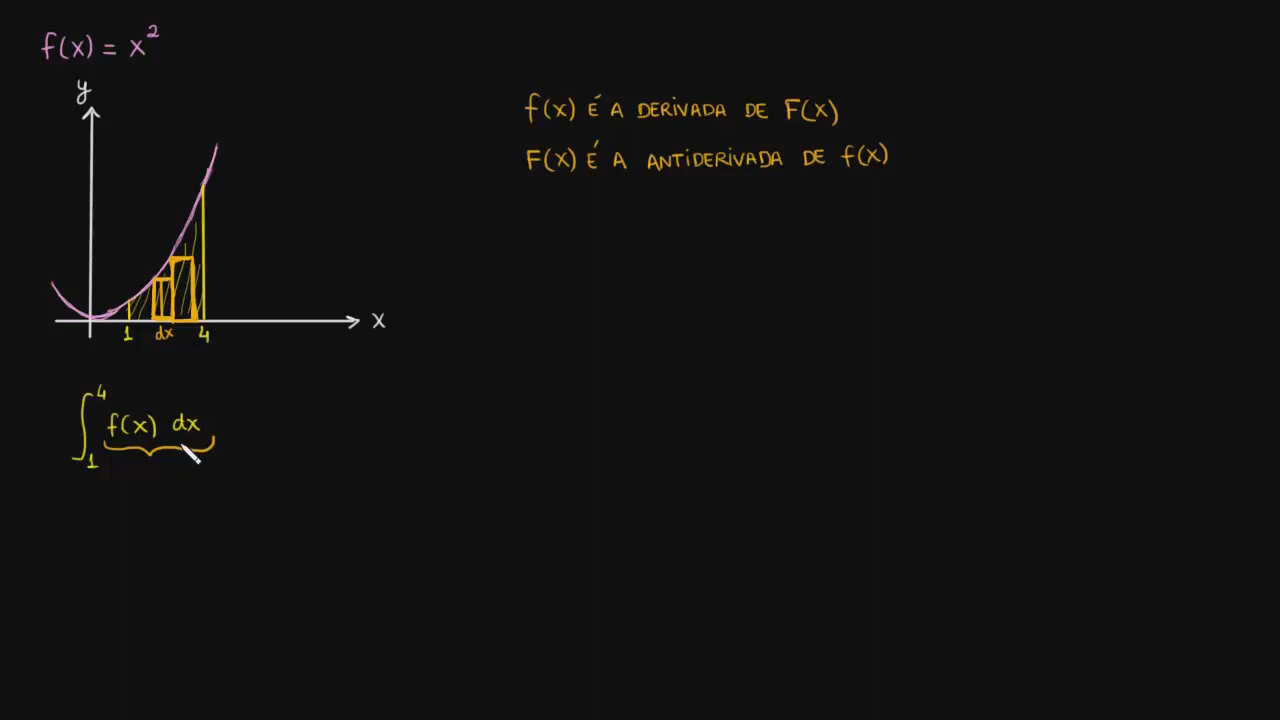 f(x) = x²
y
f(x) É A DERIVADA DE F(x)
F(x) É A ANTIDERIVADA DE f(x)
x
1 dx 4
∫₁⁴ f(x) dx